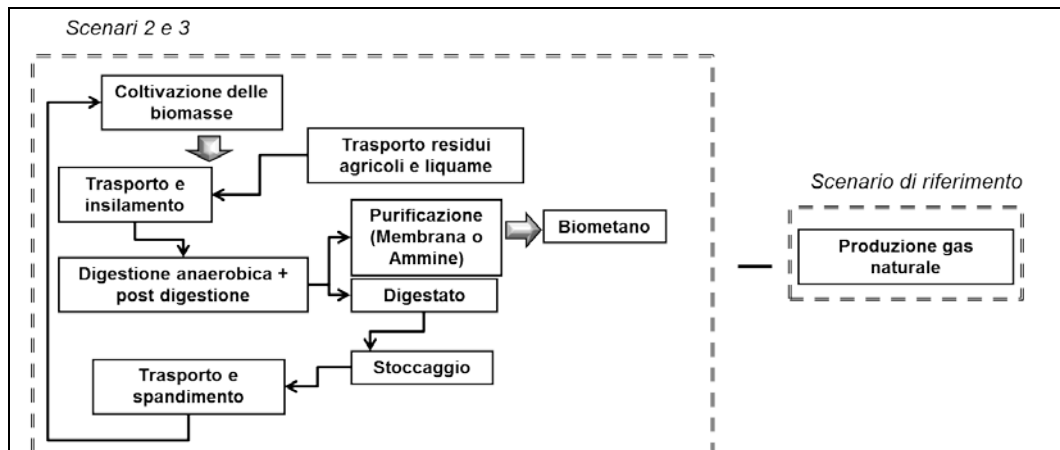 Scenari 2 e 3
Coltivazione delle
biomasse
Trasporto residui
agricoli e liquame
Trasporto e
insilamento
Purificazione
(Membrana o
Ammine)
Biometano
Digestione anaerobica +
post digestione
Digestato
Stoccaggio
Trasporto e
spandimento
Scenario di riferimento
Produzione gas
naturale